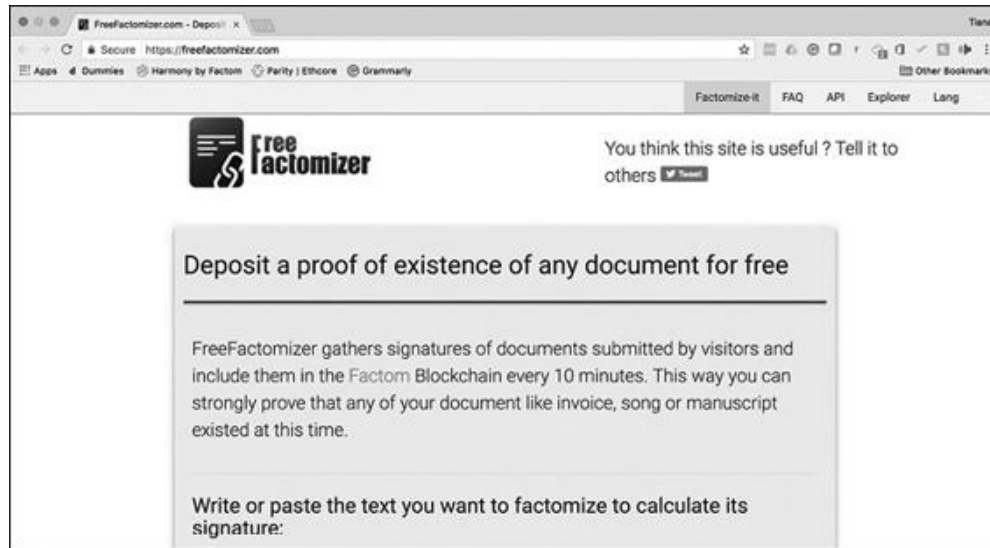 FreeFactomizer.com - Deposit
Secure https://freefactomizer.com
Apps Dummies Harmony by Factom Parity | Ethcore Grammarly Other Bookmarks
Factomize-it FAQ API Explorer Lang
Free
Factomizer
You think this site is useful ? Tell it to
others Tweet
Deposit a proof of existence of any document for free
FreeFactomizer gathers signatures of documents submitted by visitors and
include them in the Factom Blockchain every 10 minutes. This way you can
strongly prove that any of your document like invoice, song or manuscript
existed at this time.
Write or paste the text you want to factomize to calculate its
signature: